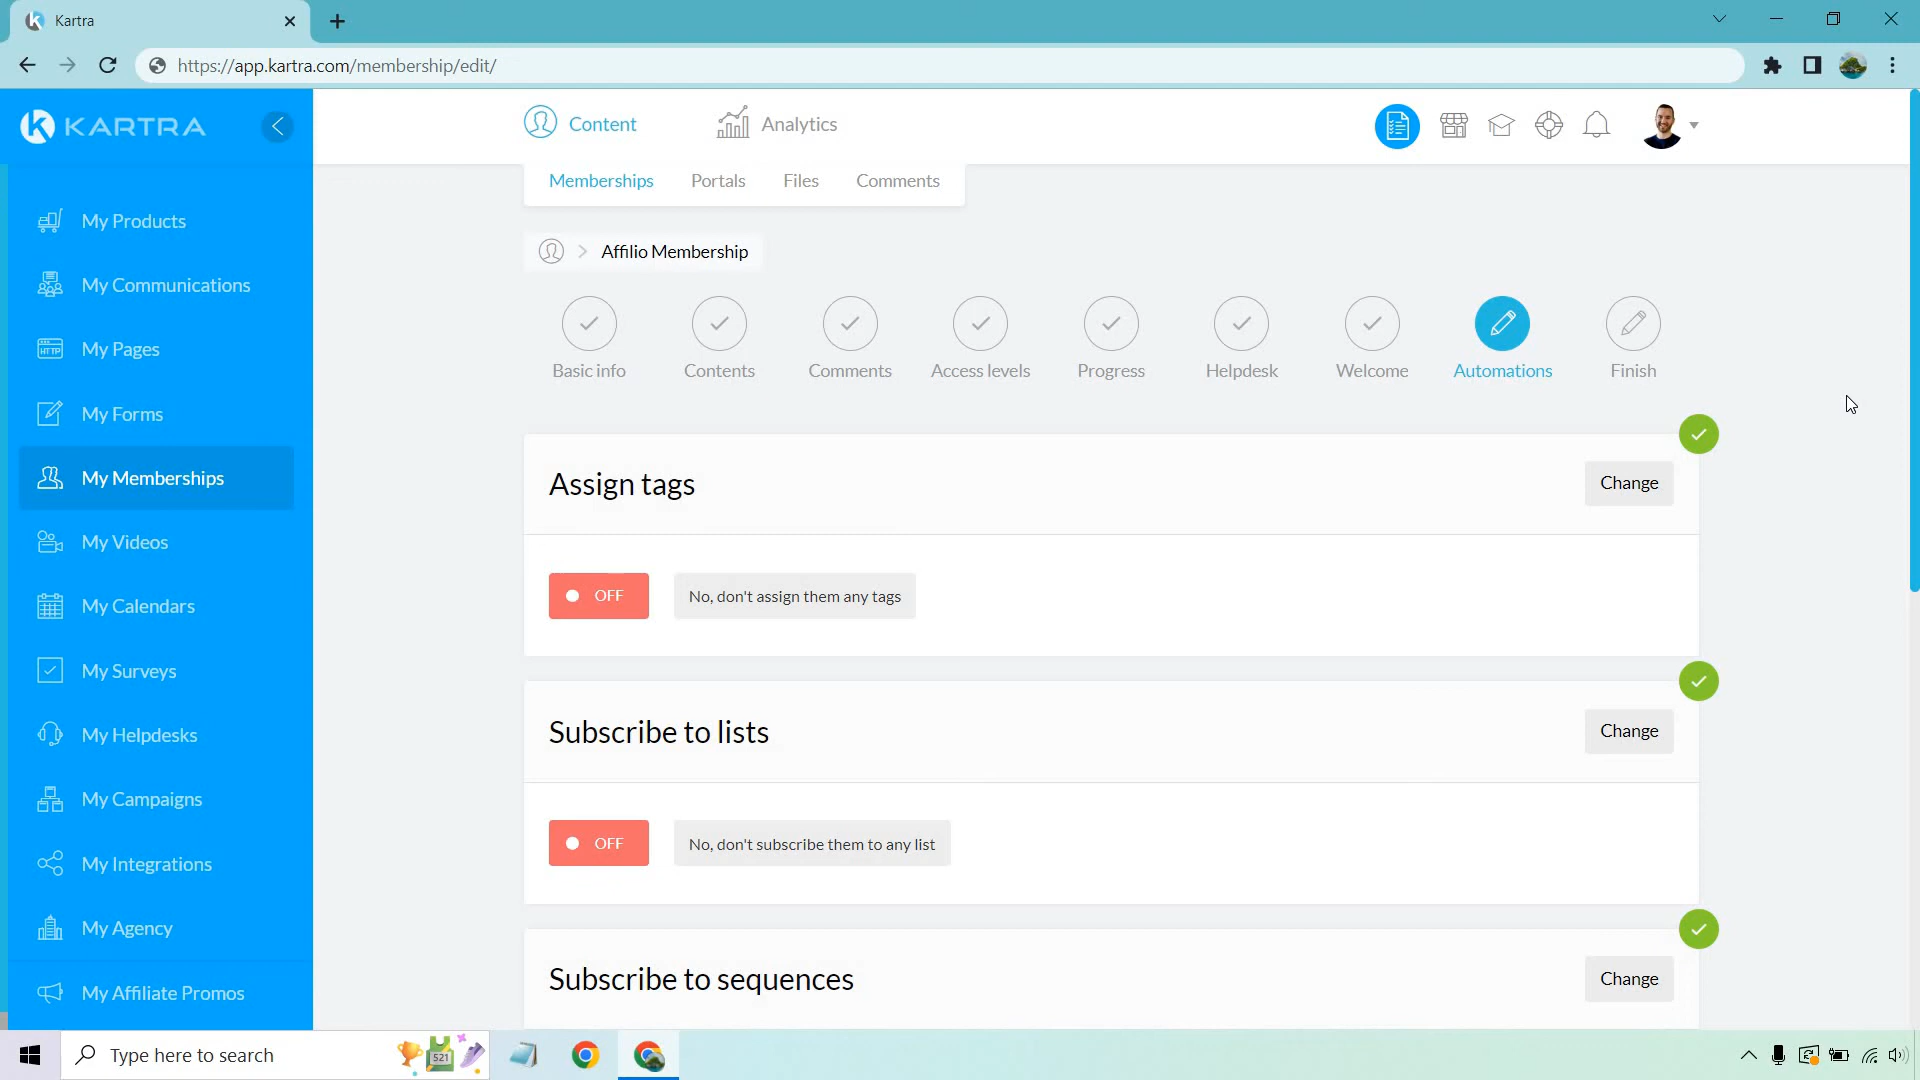 Kartra
https://app.kartra.com/membership/edit/
KARTRA
Content
Analytics
Memberships
Portals
Files
Comments
Affilio Membership
My Products
My Communications
My Pages
My Forms
My Memberships
My Videos
My Calendars
My Surveys
My Helpdesks
My Campaigns
My Integrations
My Agency
My Affiliate Promos
HTTP
Basic info
Contents
Comments
Access levels
Progress
Helpdesk
Welcome
Automations
Finish
Assign tags
Change
OFF
No, don't assign them any tags
Subscribe to lists
Change
OFF
No, don't subscribe them to any list
Subscribe to sequences
Change
Type here to search
521